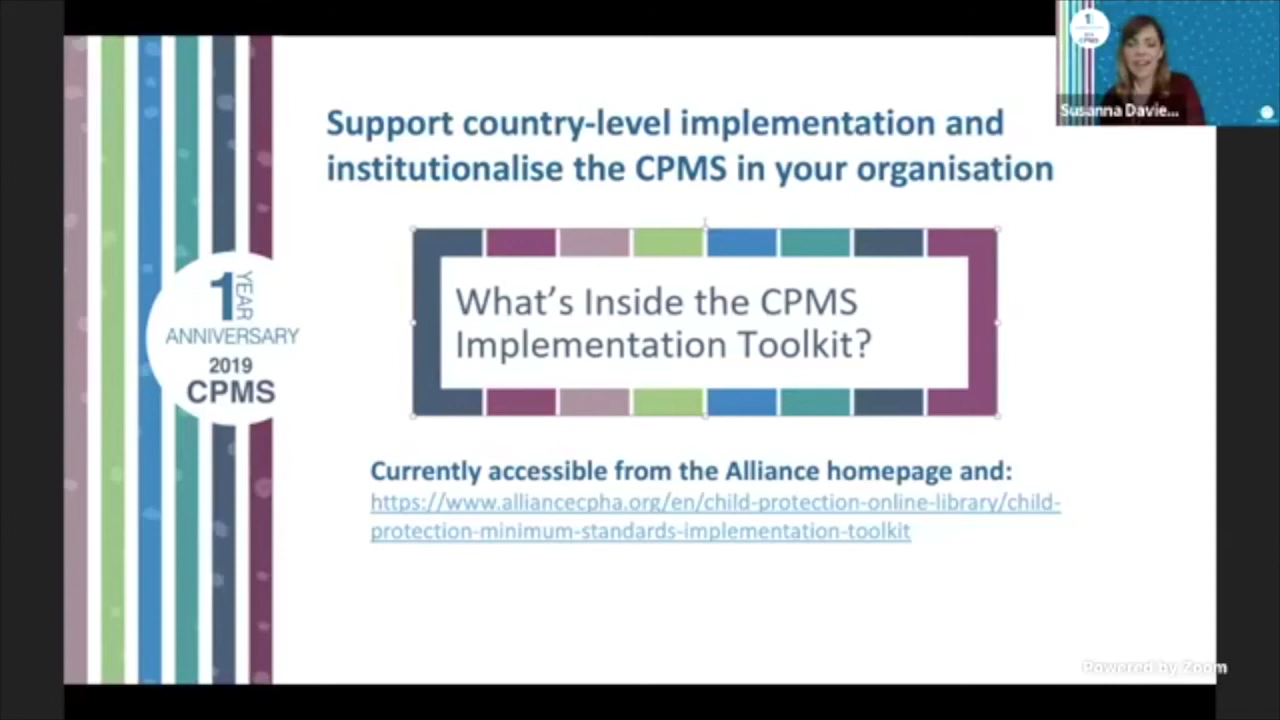 Support country-level implementation and
institutionalise the CPMS in your organisation
What's Inside the CPMS
Implementation Toolkit?
Currently accessible from the Alliance homepage and:
https://www.alliancecpha.org/en/child-protection-online-library/child-
protection-minimum-standards-implementation-toolkit
1 YEAR
ANNIVERSARY
2019
CPMS
1
CPMS
Susanna Davie...
Powered by Zoom